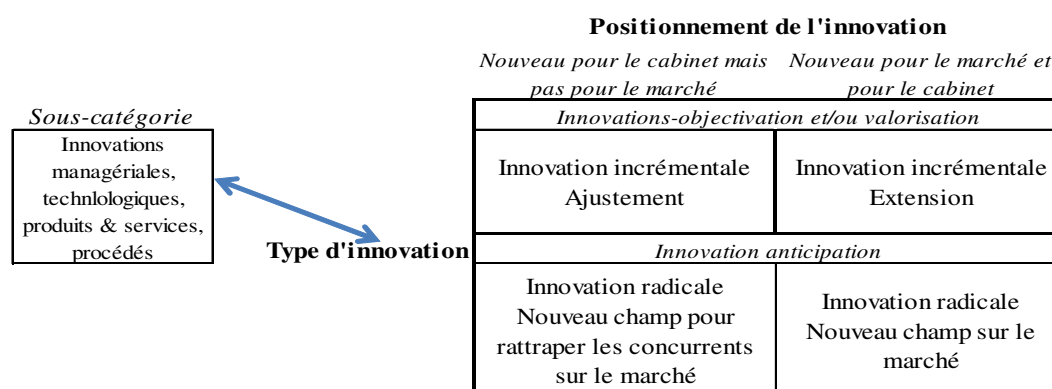 Positionnement de l'innovation
Nouveau pour le cabinet mais
pas pour le marché
Nouveau pour le marché et
pour le cabinet
Sous-catégorie
Innovations
managériales,
technlologiques,
produits & services,
procédés
Type d'innovation
Innovations-objectivation et/ou valorisation
Innovation incrémentale
Ajustement
Innovation incrémentale
Extension
Innovation anticipation
Innovation radicale
Nouveau champ pour
rattraper les concurrents
sur le marché
Innovation radicale
Nouveau champ sur le
marché